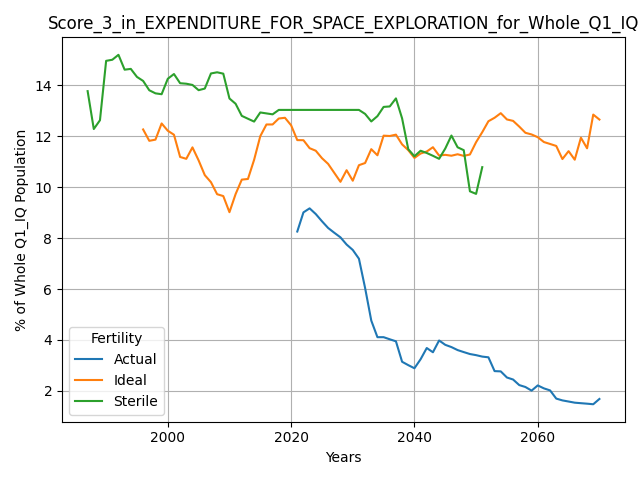 Score_3_in_EXPENDITURE_FOR_SPACE_EXPLORATION_for_Whole_Q1_IQ
% of Whole Q1_IQ Population
14
12
10
8
6
4
2
Fertility
Actual
Ideal
Sterile
2000
2020
2040
2060
Years